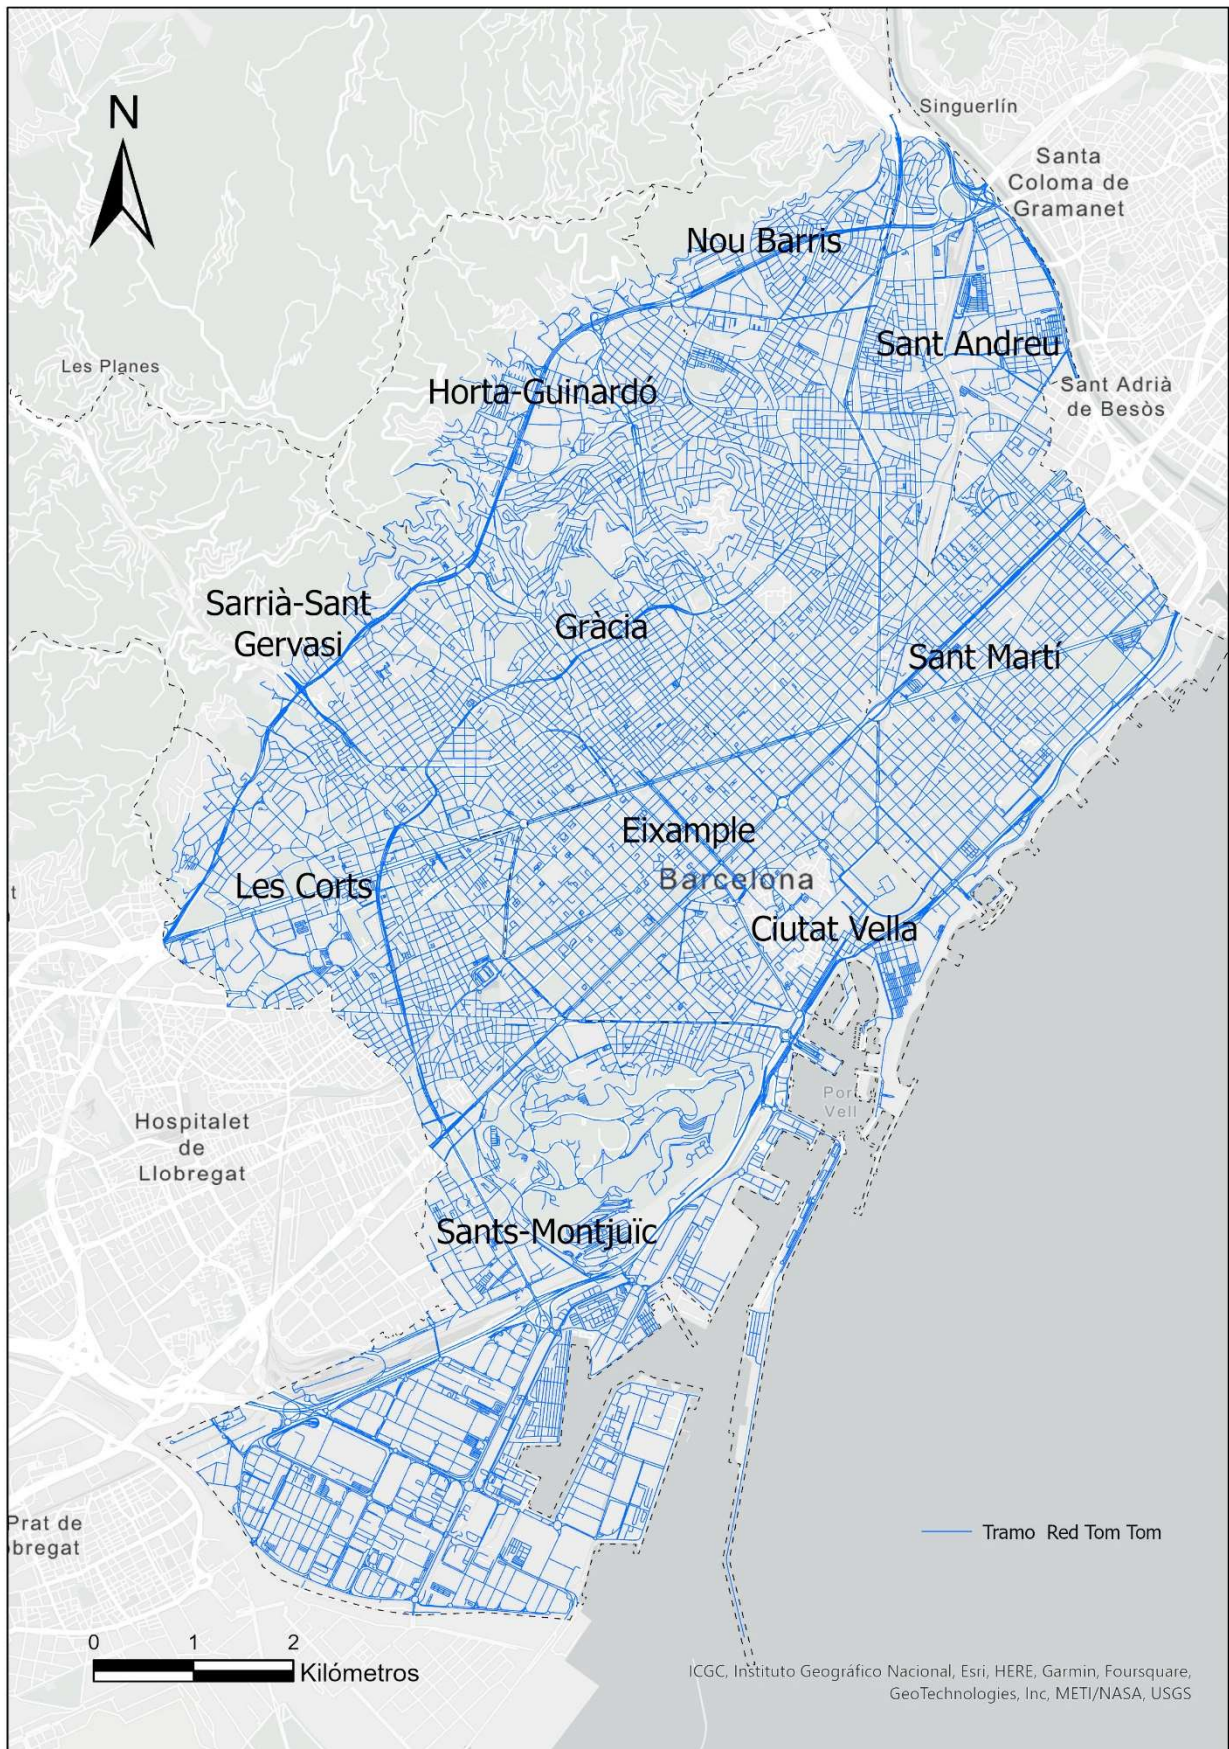 N
Singuerlín
Santa
Coloma de
Gramanet
Nou Barris
Sant Andreu
Les Planes
Sant Adrià
de Besòs
Horta-Guinardó
Sarrià-Sant
Gervasi
Gràcia
Sant Martí
Eixample
Barcelona
Les Corts
t
Ciutat Vella
Port
Vell
Hospitalet
de
Llobregat
Sants-Montjuïc
Prat de
obregat
Tramo Red Tom Tom
0 1 2
Kilómetros
ICGC, Instituto Geográfico Nacional, Esri, HERE, Garmin, Foursquare,
GeoTechnologies, Inc, METI/NASA, USGS